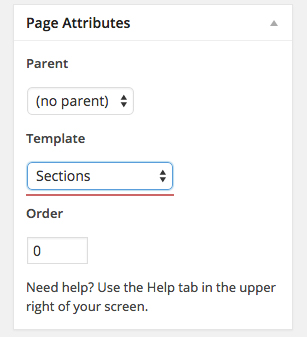 Page Attributes
Parent
(no parent)
Template
Sections
Order
0
Need help? Use the Help tab in the upper
right of your screen.